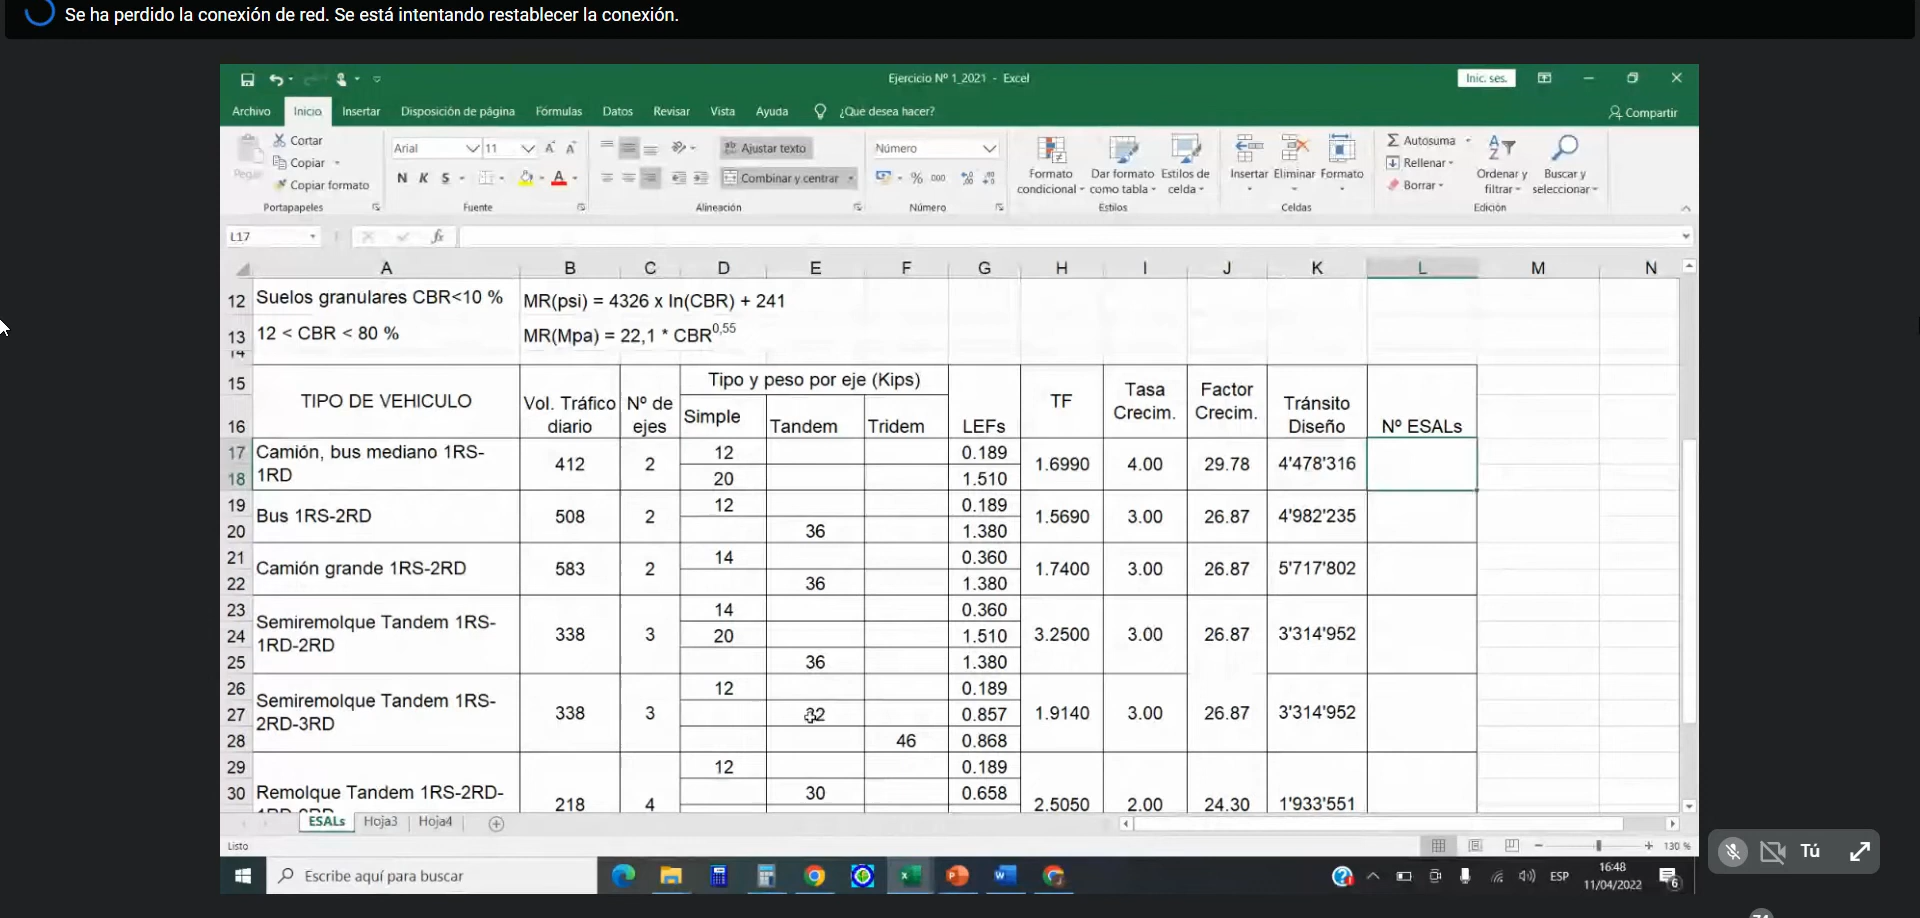 Se ha perdido la conexión de red. Se está intentando restablecer la conexión.
Ejercicio Nº 1_2021 - Excel
Inic. ses.
Archivo Inicio Insertar Disposición de página Fórmulas Datos Revisar Vista Ayuda ¿Qué desea hacer? Compartir
Pegar
Cortar
Copiar
Copiar formato
Portapapeles
Arial 11
N K S
Fuente
Ajustar texto
Combinar y centrar
Alineación
Número
% 000
Número
Formato condicional
Dar formato como tabla
Estilos de celda
Estilos
Insertar Eliminar Formato
Celdas
Autosuma
Rellenar
Borrar
Ordenar y filtrar
Buscar y seleccionar
Edición
L17 fx
A B C D E F G H I J K L M N
12 Suelos granulares CBR<10 % MR(psi) = 4326 x ln(CBR) + 241
13 12 < CBR < 80 % MR(Mpa) = 22,1 * CBR0,55
14
15 TIPO DE VEHICULO Vol. Tráfico diario Nº de ejes Tipo y peso por eje (Kips) LEFs TF Tasa Crecim. Factor Crecim. Tránsito Diseño Nº ESALs
16 Simple Tandem Tridem
17 Camión, bus mediano 1RS- 412 2 12 0.189 1.6990 4.00 29.78 4'478'316
18 1RD 20 1.510
19 Bus 1RS-2RD 508 2 12 0.189 1.5690 3.00 26.87 4'982'235
20 36 1.380
21 Camión grande 1RS-2RD 583 2 14 0.360 1.7400 3.00 26.87 5'717'802
22 36 1.380
23 Semiremolque Tandem 1RS- 14 0.360
24 1RD-2RD 338 3 20 1.510 3.2500 3.00 26.87 3'314'952
25 36 1.380
26 Semiremolque Tandem 1RS- 12 0.189
27 2RD-3RD 338 3 32 0.857 1.9140 3.00 26.87 3'314'952
28 46 0.868
29 12 0.189
30 Remolque Tandem 1RS-2RD- 218 4 30 0.658 2.5050 2.00 24.30 1'933'551
ESALs Hoja3 Hoja4
Listo
130 %
Tú
Escribe aquí para buscar
ESP
16:48
11/04/2022
6